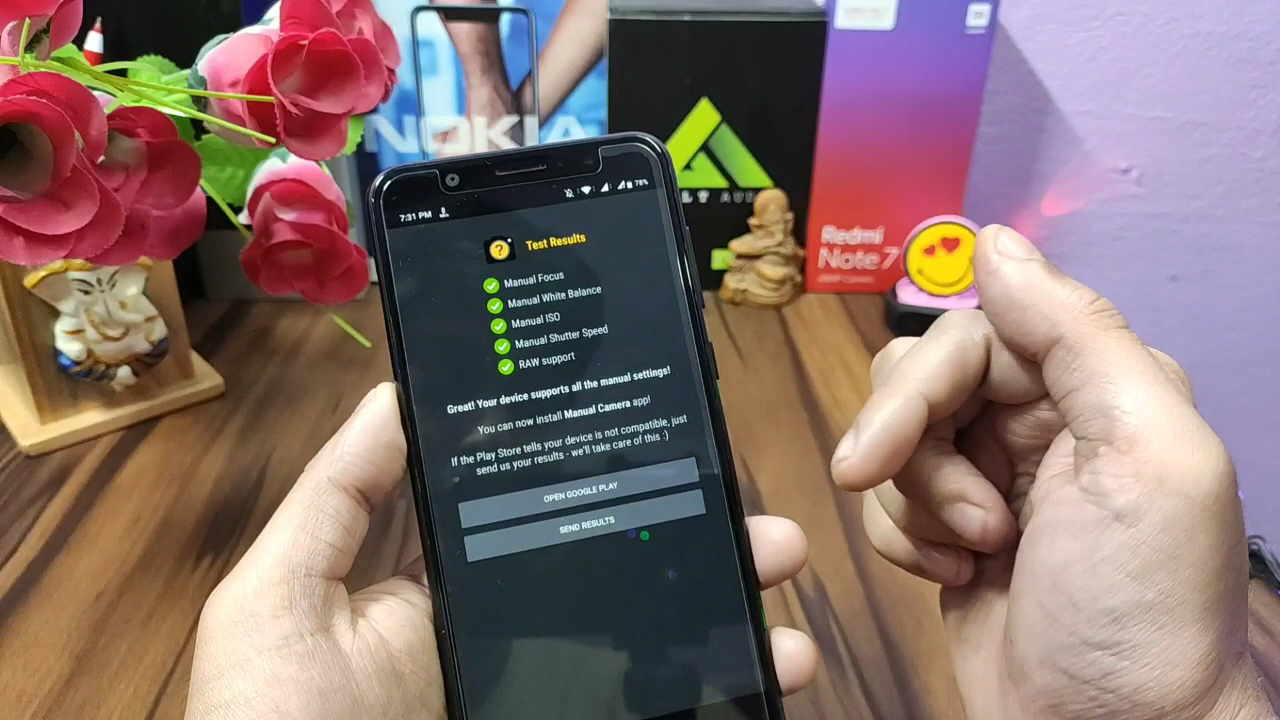 NOKIA
Redmi
Note 7
7:31 PM
78%
Test Results
Manual Focus
Manual White Balance
Manual ISO
Manual Shutter Speed
RAW support
Great! Your device supports all the manual settings!
You can now install Manual Camera app!
If the Play Store tells your device is not compatible, just
send us your results - we'll take care of this :)
OPEN GOOGLE PLAY
SEND RESULTS